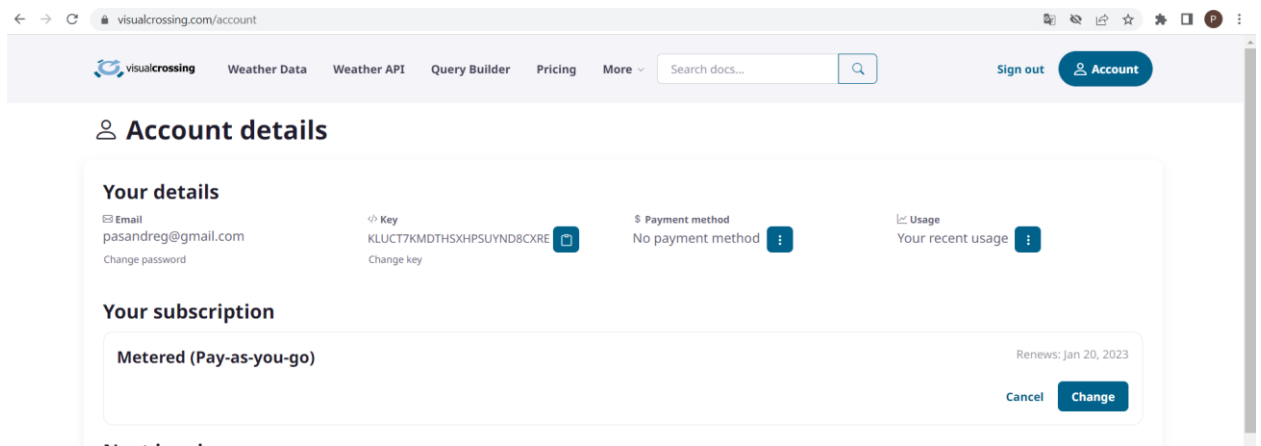 visualcrossing.com/account
P
visualcrossing Weather Data Weather API Query Builder Pricing More Search docs... Sign out Account
Account details
Your details
Email Key $ Payment method Usage
pasandreg@gmail.com KLUCT7KMDTHSXHPSUYND8CXRE No payment method Your recent usage
Change password Change key
Your subscription
Metered (Pay-as-you-go) Renews: Jan 20, 2023
Cancel Change